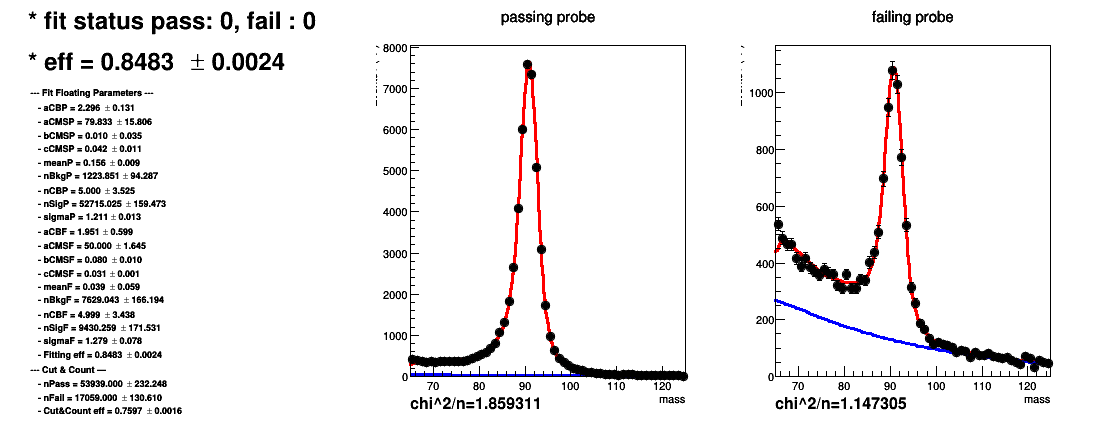 * fit status pass: 0, fail : 0
* eff = 0.8483 ± 0.0024
--- Fit Floating Parameters ---
- aCBP = 2.296 ± 0.131
- aCMSP = 79.833 ± 15.806
- bCMSP = 0.010 ± 0.035
- cCMSP = 0.042 ± 0.011
- meanP = 0.156 ± 0.009
- nBkgP = 1223.851 ± 94.287
- nCBP = 5.000 ± 3.525
- nSigP = 52715.025 ± 159.473
- sigmaP = 1.211 ± 0.013
- aCBF = 1.951 ± 0.599
- aCMSF = 50.000 ± 1.645
- bCMSF = 0.080 ± 0.010
- cCMSF = 0.031 ± 0.001
- meanF = 0.039 ± 0.059
- nBkgF = 7629.043 ± 166.194
- nCBF = 4.999 ± 3.438
- nSigF = 9430.259 ± 171.531
- sigmaF = 1.279 ± 0.078
- Fitting eff = 0.8483 ± 0.0024
--- Cut & Count ---
- nPass = 53939.000 ± 232.248
- nFail = 17059.000 ± 130.610
- Cut&Count eff = 0.7597 ± 0.0016
passing probe
8000
7000
6000
5000
4000
3000
2000
1000
0
70 80 90 100 110 120
mass
chi^2/n=1.859311
failing probe
1000
800
600
400
200
0
70 80 90 100 110 120
mass
chi^2/n=1.147305